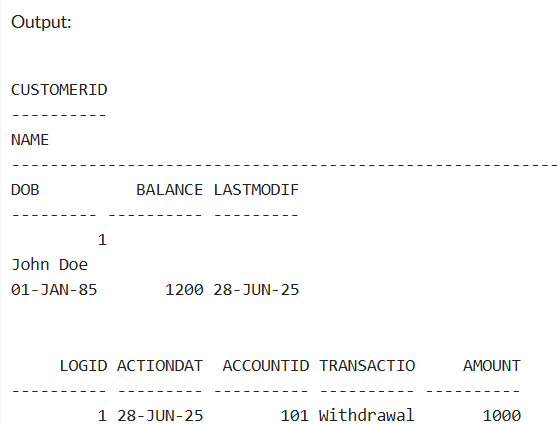 Output:
CUSTOMERID
----------
NAME
---------------------------------------------------------
DOB          BALANCE LASTMODIF
--------- ---------- ---------
         1
John Doe
01-JAN-85       1200 28-JUN-25
     LOGID ACTIONDAT  ACCOUNTID TRANSACTIO     AMOUNT
---------- --------- ---------- ---------- ----------
         1 28-JUN-25        101 Withdrawal       1000